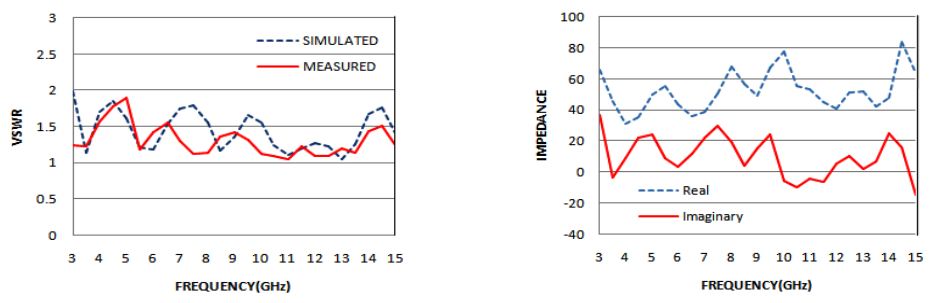 3
2.5
2
1.5
1
0.5
0
VSWR
SIMULATED
MEASURED
3 4 5 6 7 8 9 10 11 12 13 14 15
FREQUENCY(GHz)
100
80
60
40
20
0
-20
-40
IMPEDANCE
Real
Imaginary
3 4 5 6 7 8 9 10 11 12 13 14 15
FREQUENCY(GHz)